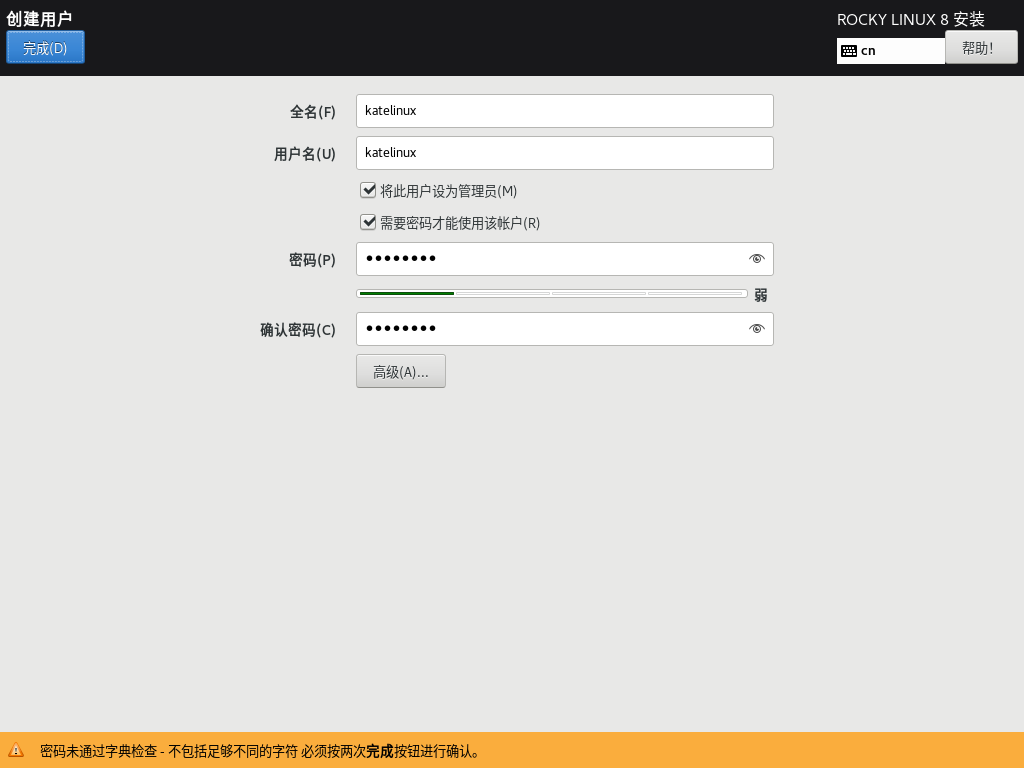 创建用户
ROCKY LINUX 8 安装
完成(D)
cn
帮助!
全名(F)
katelinux
用户名(U)
katelinux
将此用户设为管理员(M)
需要密码才能使用该帐户(R)
密码(P)
●●●●●●●●
弱
确认密码(C)
●●●●●●●●
高级(A)...
密码未通过字典检查 - 不包括足够不同的字符 必须按两次完成按钮进行确认。